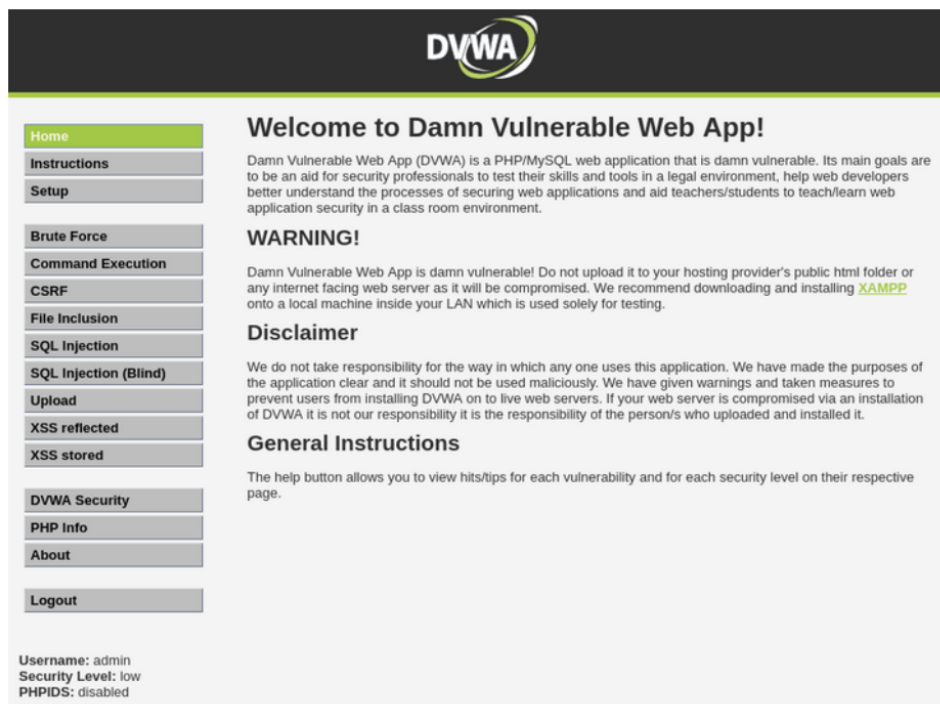 DVWA
Home
Instructions
Setup
Brute Force
Command Execution
CSRF
File Inclusion
SQL Injection
SQL Injection (Blind)
Upload
XSS reflected
XSS stored
DVWA Security
PHP Info
About
Logout
Username: admin
Security Level: low
PHPIDS: disabled
Welcome to Damn Vulnerable Web App!
Damn Vulnerable Web App (DVWA) is a PHP/MySQL web application that is damn vulnerable. Its main goals are
to be an aid for security professionals to test their skills and tools in a legal environment, help web developers
better understand the processes of securing web applications and aid teachers/students to teach/learn web
application security in a class room environment.
WARNING!
Damn Vulnerable Web App is damn vulnerable! Do not upload it to your hosting provider's public html folder or
any internet facing web server as it will be compromised. We recommend downloading and installing XAMPP
onto a local machine inside your LAN which is used solely for testing.
Disclaimer
We do not take responsibility for the way in which any one uses this application. We have made the purposes of
the application clear and it should not be used maliciously. We have given warnings and taken measures to
prevent users from installing DVWA on to live web servers. If your web server is compromised via an installation
of DVWA it is not our responsibility it is the responsibility of the person/s who uploaded and installed it.
General Instructions
The help button allows you to view hits/tips for each vulnerability and for each security level on their respective
page.